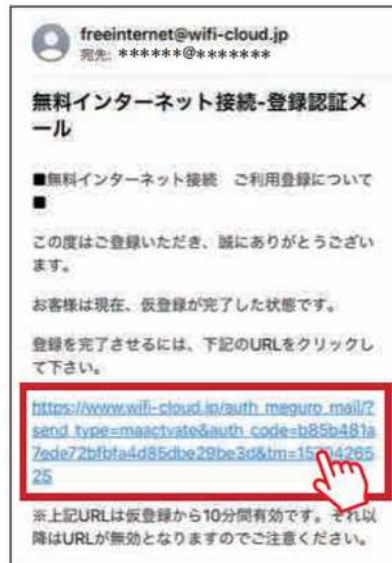 freeinternet@wifi-cloud.jp
宛先: ******@*******
無料インターネット接続-登録認証メ
ール
■無料インターネット接続　ご利用登録について
■
この度はご登録いただき、誠にありがとうござい
ます。
お客様は現在、仮登録が完了した状態です。
登録を完了させるには、下記のURLをクリックし
て下さい。
https://www.wifi-cloud.jp/auth_meguro_mail/?
send_type=maactvate&auth_code=b85b481a
7ede72bfbfa4d85dbe29be3d&tm=
25
※上記URLは仮登録から10分間有効です。それ以
降はURLが無効となりますのでご注意ください。